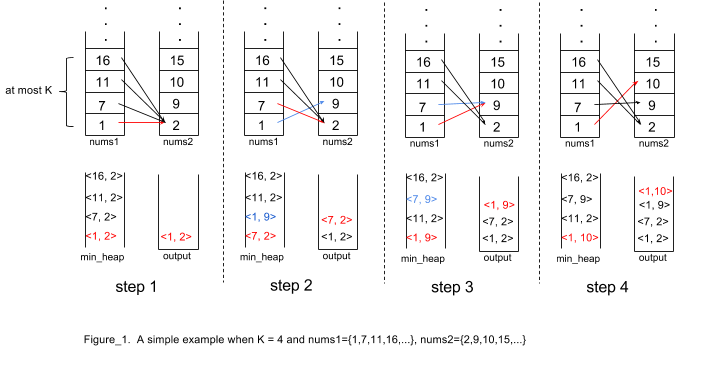 16 15 16 15 16 15 16 15
11 10 11 10 11 10 11 10
at most K
7 9 7 9 7 9 7 9
1 2 1 2 1 2 1 2
nums1 nums2 nums1 nums2 nums1 nums2 nums1 nums2
<16, 2> <16, 2> <16, 2> <16, 2>
<11, 2> <11, 2> <7, 9> <1, 9> <7, 9> <1,10> <1, 9>
<7, 2> <1, 9> <7, 2> <11, 2> <7, 2> <11, 2> <7, 2>
<1, 2> <1, 2> <7, 2> <1, 2> <1, 9> <1, 2> <1, 10> <1, 2>
min_heap output min_heap output min_heap output min_heap output
step 1 step 2 step 3 step 4
Figure_1. A simple example when K = 4 and nums1={1,7,11,16,...}, nums2={2,9,10,15,...}